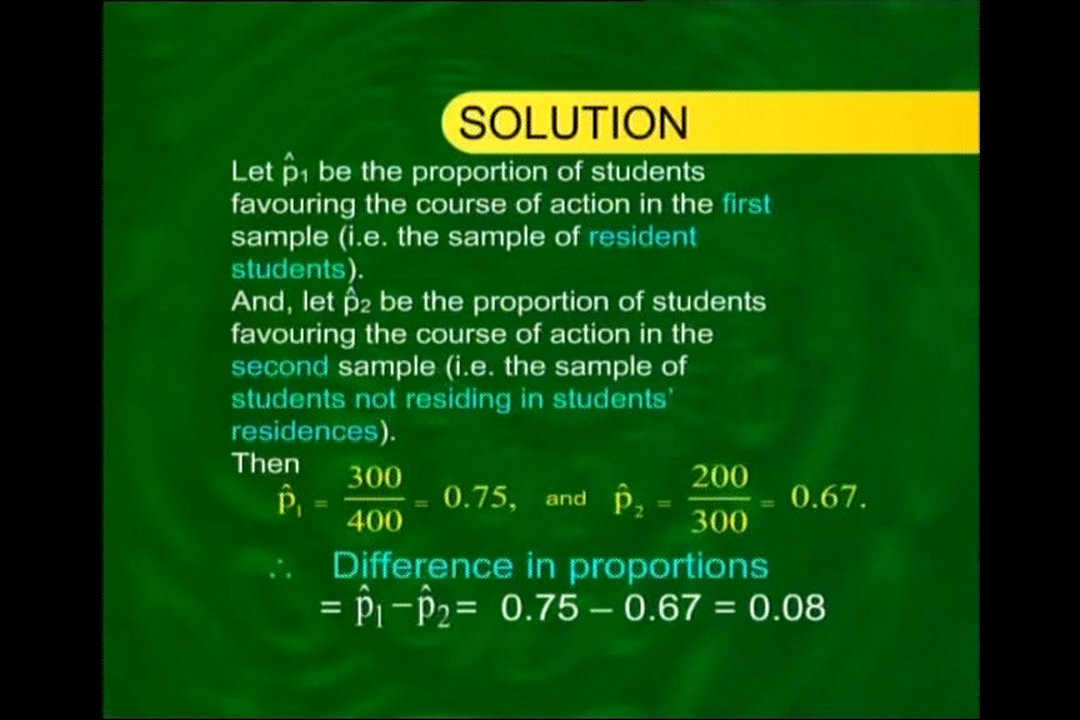 SOLUTION
Let p̂₁ be the proportion of students
favouring the course of action in the first
sample (i.e. the sample of resident
students).
And, let p̂₂ be the proportion of students
favouring the course of action in the
second sample (i.e. the sample of
students not residing in students'
residences).
Then
p̂₁ = 300/400 = 0.75, and p̂₂ = 200/300 = 0.67.
∴ Difference in proportions
= p̂₁ – p̂₂ = 0.75 – 0.67 = 0.08